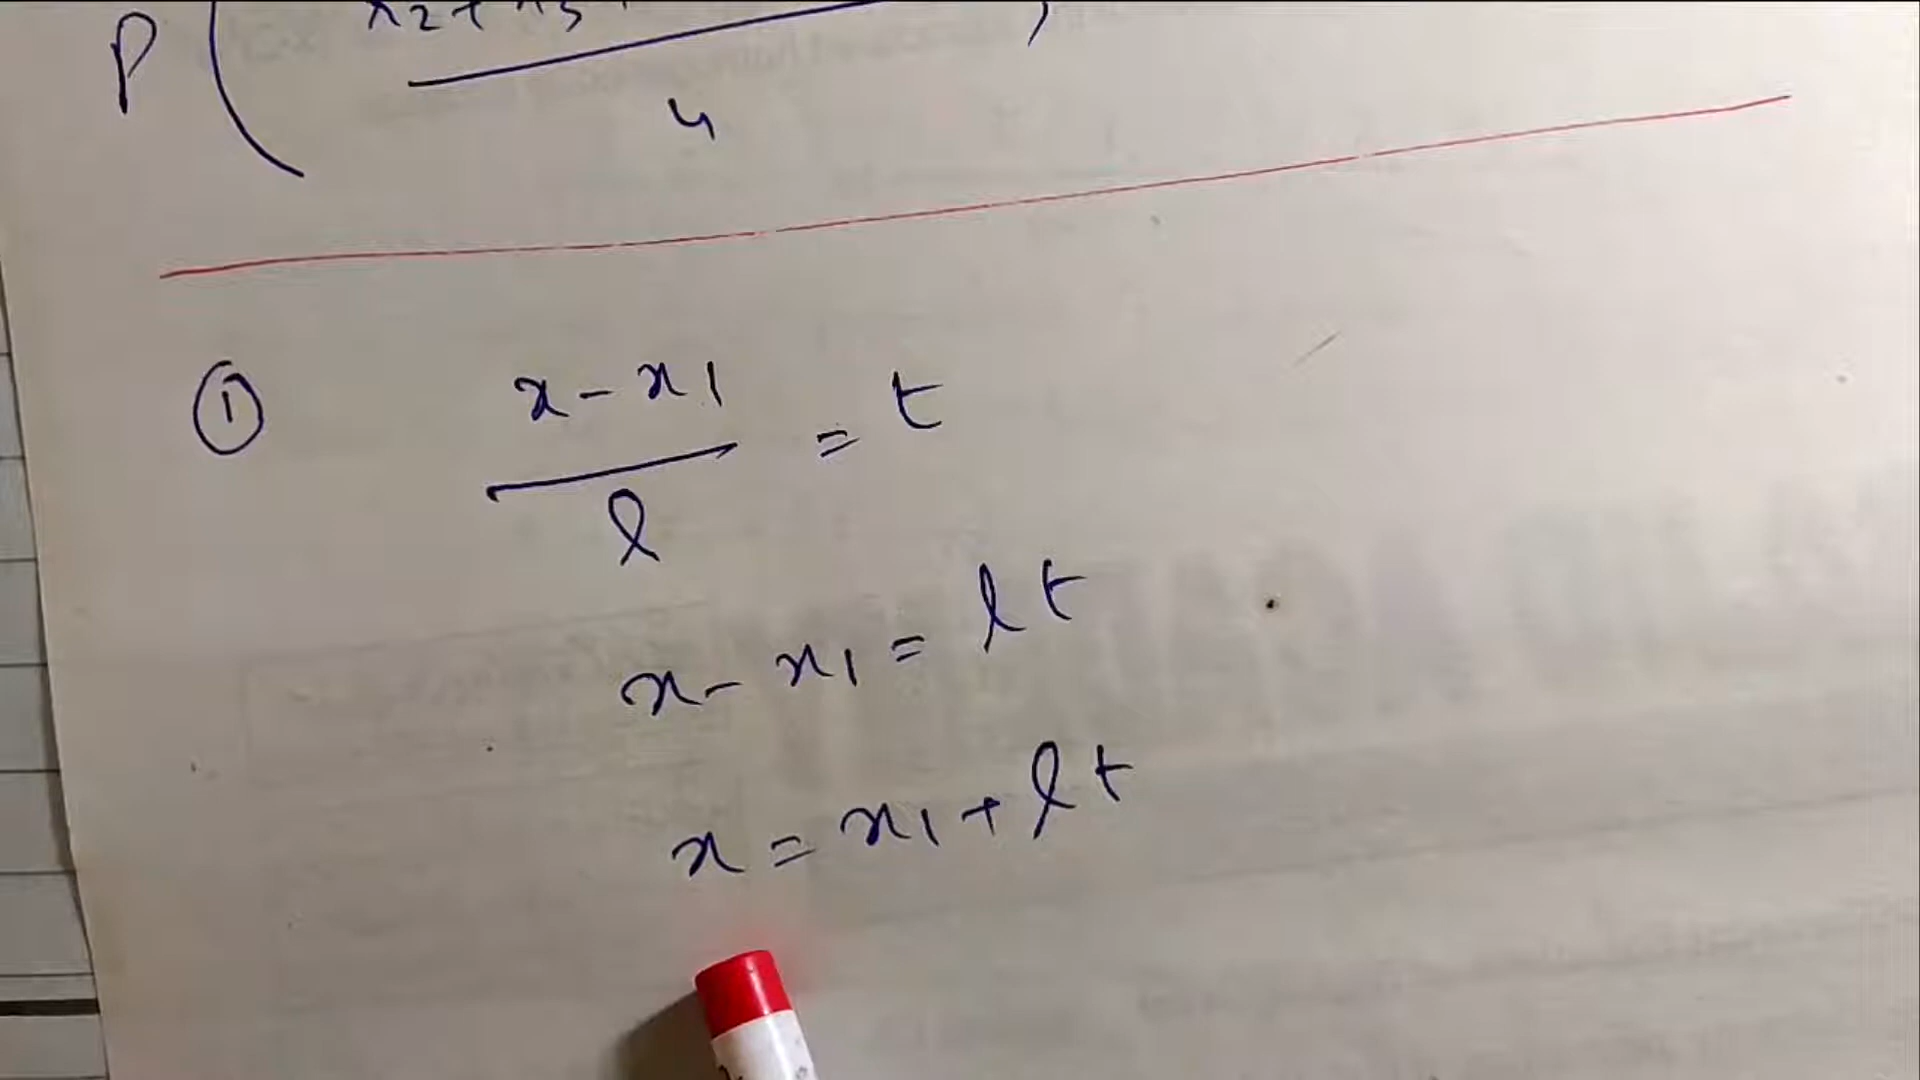 P(
4
① x - x1 / l = t
x - x1 = lt
x = x1 + lt